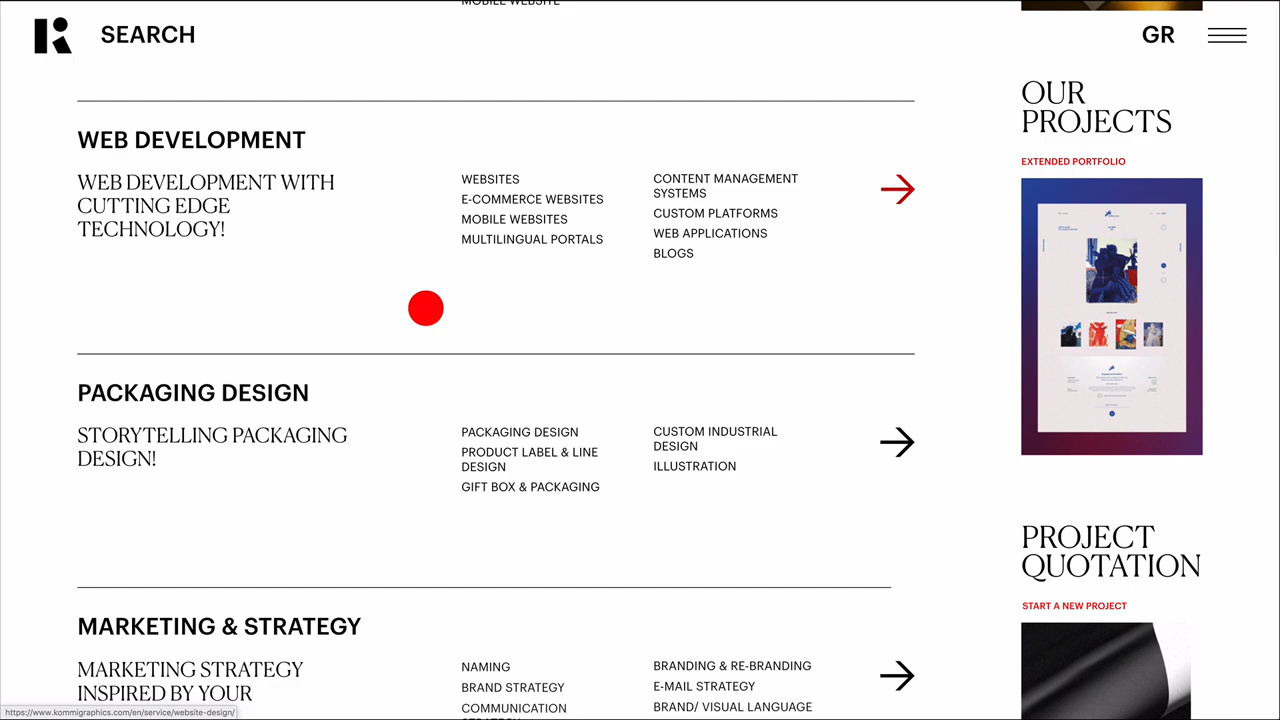 MOBILE WEBSITE
SEARCH
GR
WEB DEVELOPMENT
WEB DEVELOPMENT WITH
CUTTING EDGE
TECHNOLOGY!
WEBSITES
E-COMMERCE WEBSITES
MOBILE WEBSITES
MULTILINGUAL PORTALS
CONTENT MANAGEMENT
SYSTEMS
CUSTOM PLATFORMS
WEB APPLICATIONS
BLOGS
PACKAGING DESIGN
STORYTELLING PACKAGING
DESIGN!
PACKAGING DESIGN
PRODUCT LABEL & LINE
DESIGN
GIFT BOX & PACKAGING
CUSTOM INDUSTRIAL
DESIGN
ILLUSTRATION
MARKETING & STRATEGY
MARKETING STRATEGY
INSPIRED BY YOUR
NAMING
BRAND STRATEGY
COMMUNICATION
STRATEGY
BRANDING & RE-BRANDING
E-MAIL STRATEGY
BRAND/ VISUAL LANGUAGE
OUR
PROJECTS
EXTENDED PORTFOLIO
PROJECT
QUOTATION
START A NEW PROJECT
https://www.kommigraphics.com/en/service/website-design/